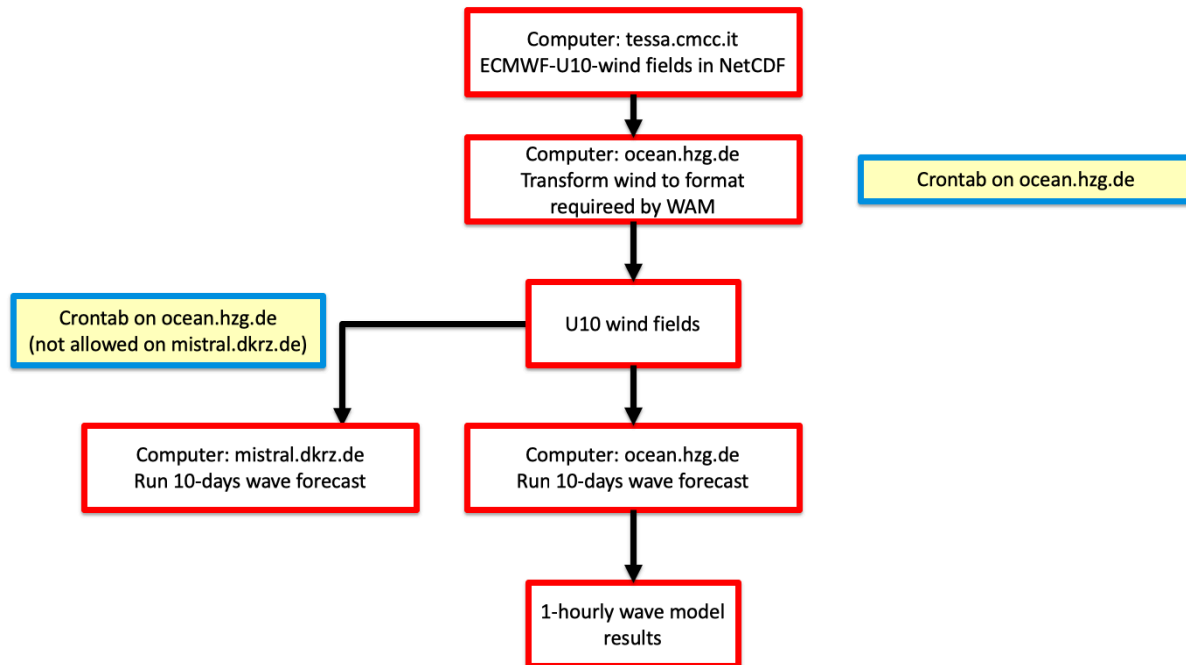 Computer: tessa.cmcc.it
ECMWF-U10-wind fields in NetCDF
Computer: ocean.hzg.de
Transform wind to format
requireed by WAM
Crontab on ocean.hzg.de
U10 wind fields
Crontab on ocean.hzg.de
(not allowed on mistral.dkrz.de)
Computer: mistral.dkrz.de
Run 10-days wave forecast
Computer: ocean.hzg.de
Run 10-days wave forecast
1-hourly wave model
results